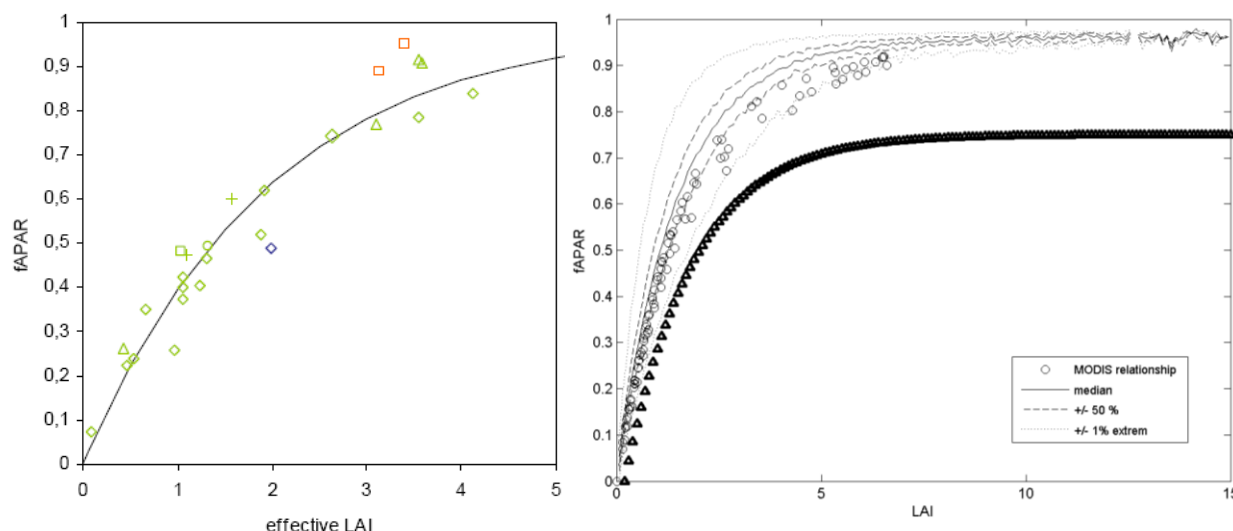 1
0,9
0,8
0,7
0,6
0,5
0,4
0,3
0,2
0,1
0
fAPAR
0 1 2 3 4 5
effective LAI
1
0.9
0.8
0.7
0.6
0.5
0.4
0.3
0.2
0.1
0
fAPAR
0 5 10 15
LAI
MODIS relationship
median
+/- 50 %
+/- 1% extrem